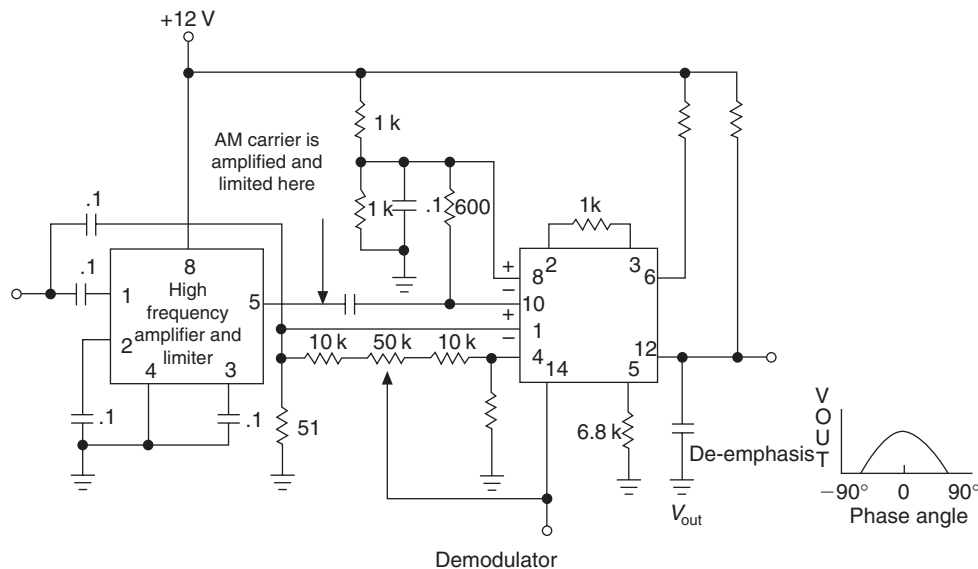 +12 V
1 k
AM carrier is
amplified and
limited here
.1
1 k
.1
600
1k
.1
8
High
frequency
amplifier and
limiter
1
5
2
4
3
.1
.1
+
8
−
10
+
1
−
4
2
3
6
12
14
5
10 k
50 k
10 k
51
6.8 k
De-emphasis
V
O
U
T
−90°
0
90°
Phase angle
Vout
Demodulator